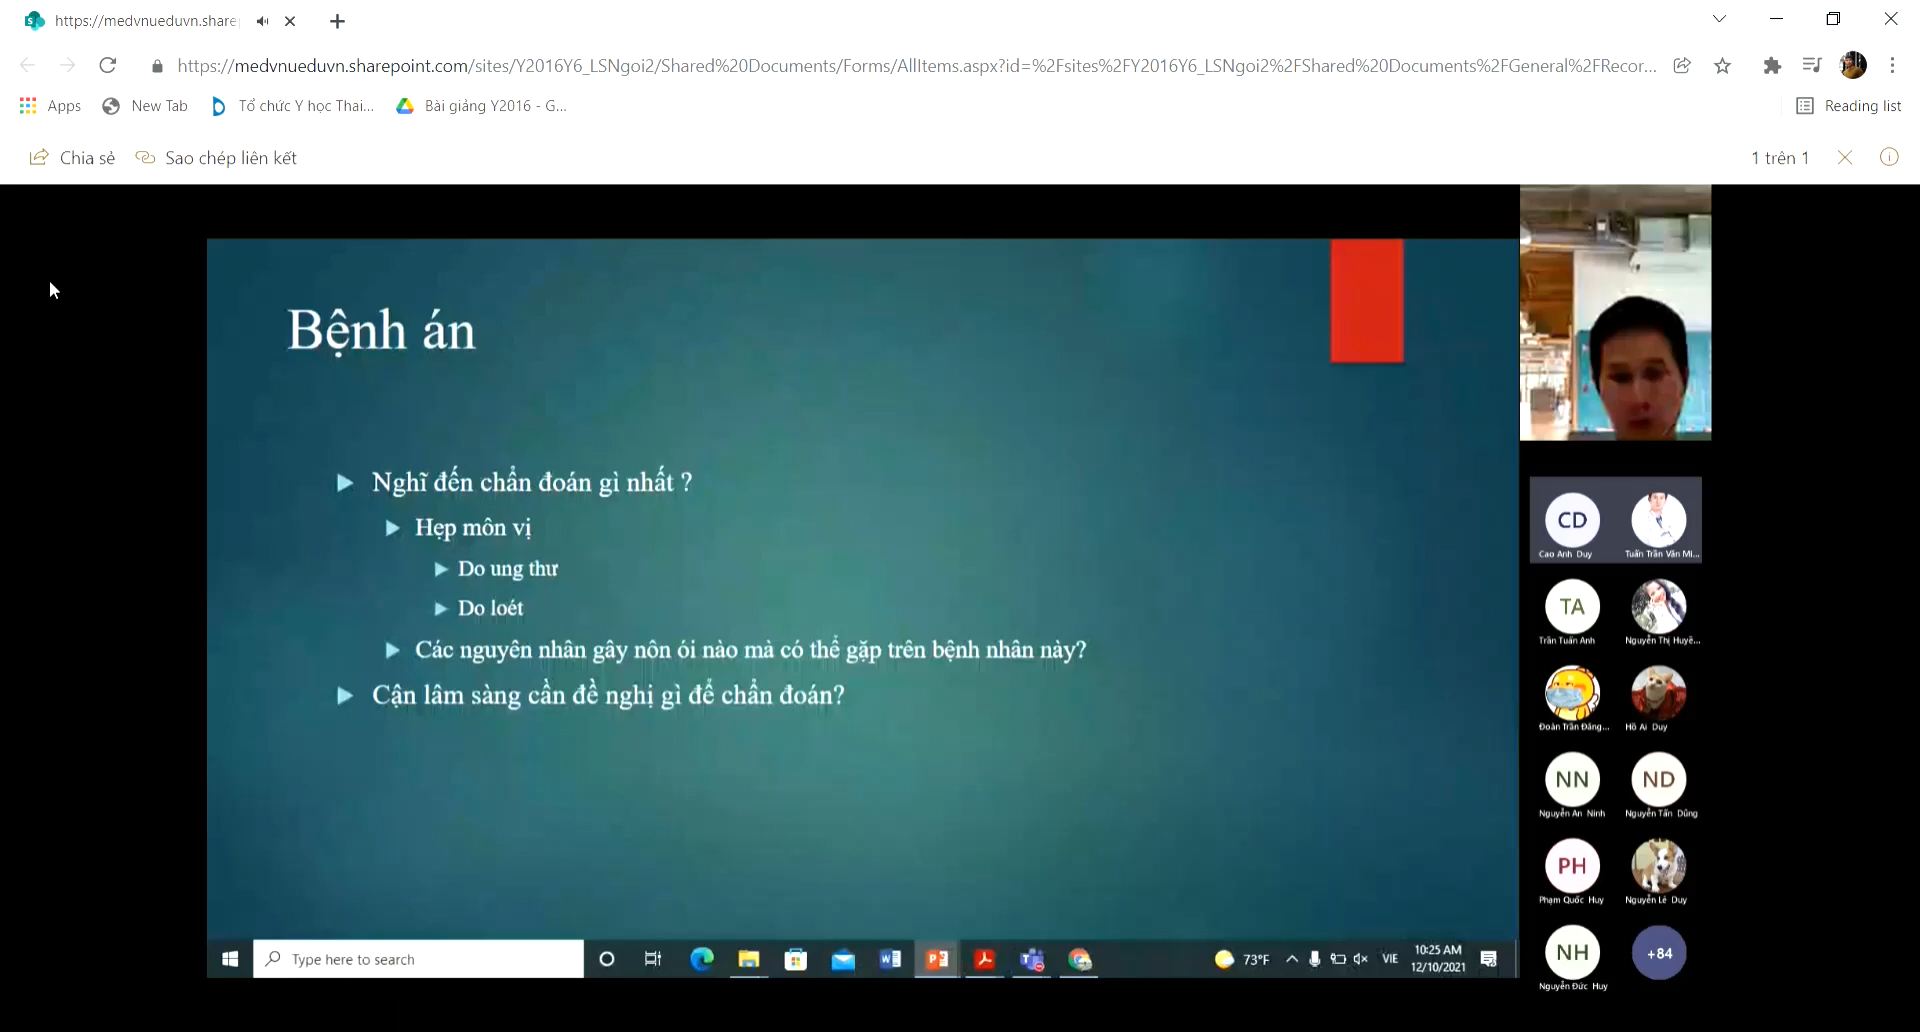 https://medvnueduvn.share
https://medvnueduvn.sharepoint.com/sites/Y2016Y6_LSNgoi2/Shared%20Documents/Forms/AllItems.aspx?id=%2Fsites%2FY2016Y6_LSNgoi2%2FShared%20Documents%2FGeneral%2FRecor...
Apps New Tab Tổ chức Y học Thai... Bài giảng Y2016 - G... Reading list
Chia sẻ Sao chép liên kết 1 trên 1
Bệnh án
Nghĩ đến chẩn đoán gì nhất ?
Hẹp môn vị
Do ung thư
Do loét
Các nguyên nhân gây nôn ói nào mà có thể gặp trên bệnh nhân này?
Cận lâm sàng cần đề nghị gì để chẩn đoán?
CD
Cao Anh Duy Tuấn Trần Văn Mi...
TA
Trần Tuấn Anh Nguyễn Thị Huyề...
Đoàn Trần Đăng... Hồ Ái Duy
NN ND
Nguyễn An Ninh Nguyễn Tấn Dũng
PH
Phạm Quốc Huy Nguyễn Lê Duy
NH +84
Nguyễn Đức Huy
Type here to search 73°F VIE 10:25 AM
12/10/2021